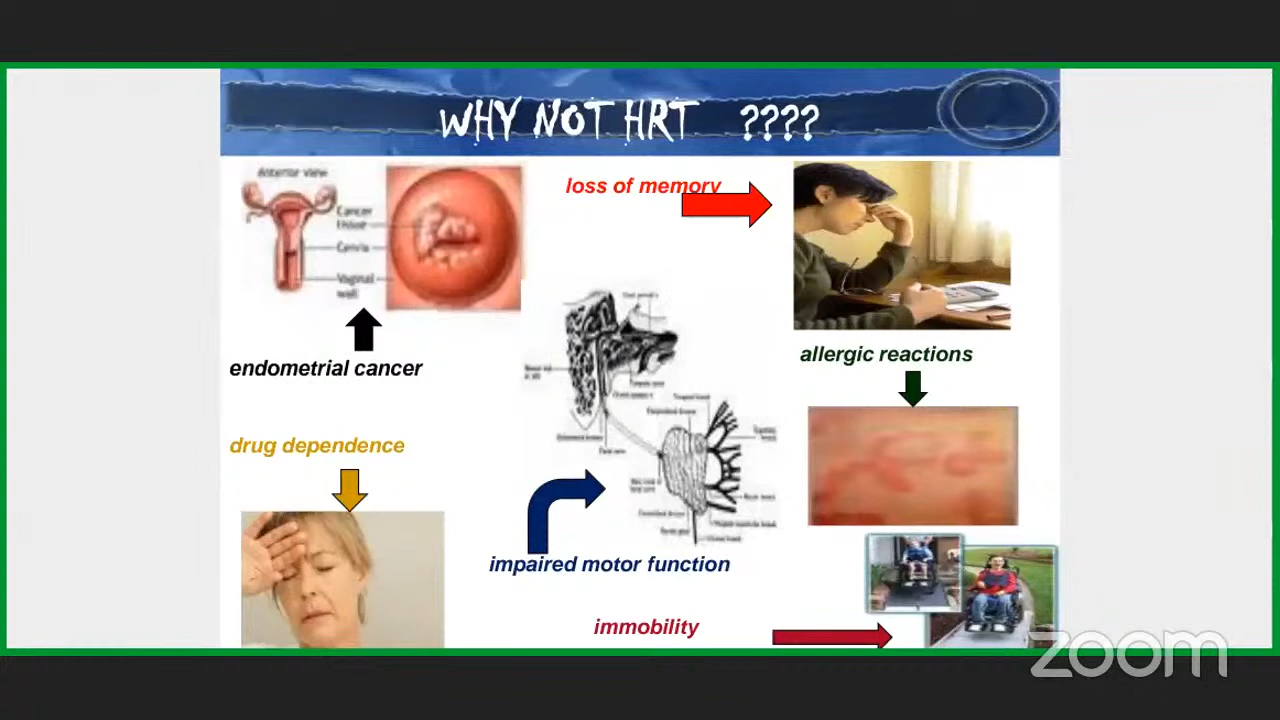 WHY NOT HRT ????
Anterior view
Cancer
tissue
Cervix
Vaginal
wall
loss of memory
endometrial cancer
allergic reactions
drug dependence
impaired motor function
immobility
zoom